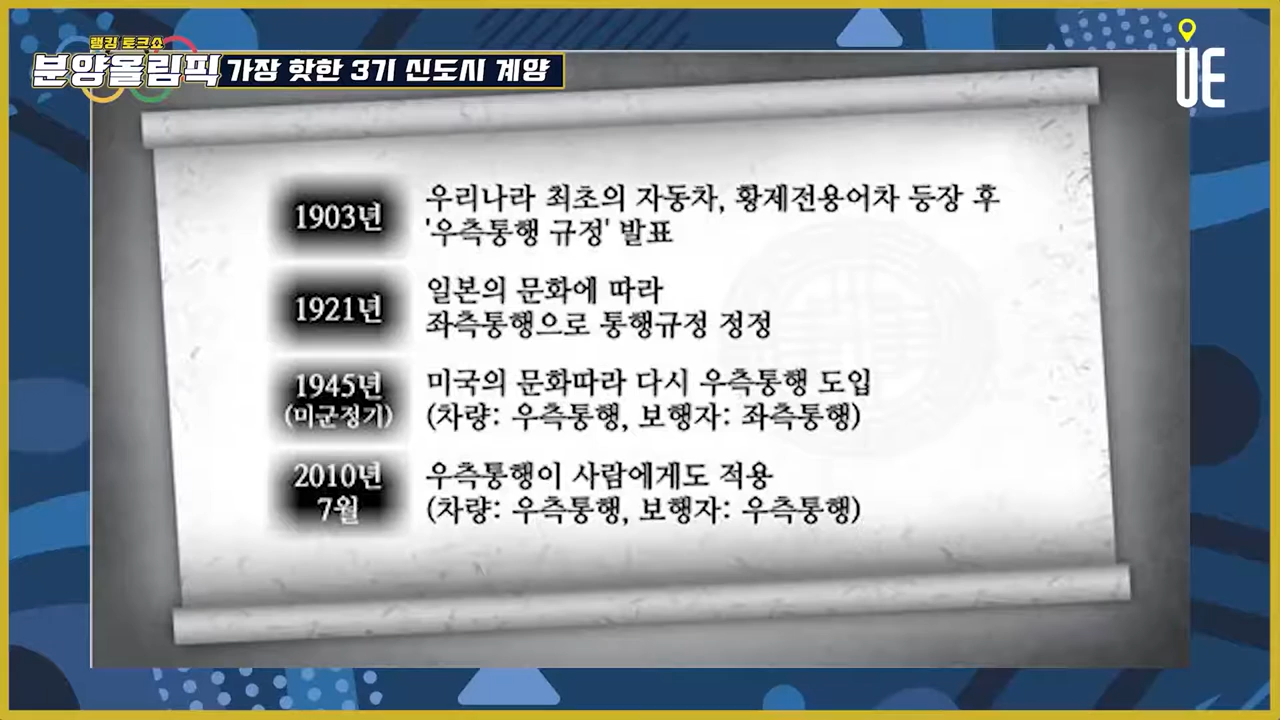 랭킹 토크쇼
분양올림픽 가장 핫한 3기 신도시 계양
UE
1903년
우리나라 최초의 자동차, 황제전용어차 등장 후
'우측통행 규정' 발표
1921년
일본의 문화에 따라
좌측통행으로 통행규정 정정
1945년
(미군정기)
미국의 문화따라 다시 우측통행 도입
(차량: 우측통행, 보행자: 좌측통행)
2010년
7월
우측통행이 사람에게도 적용
(차량: 우측통행, 보행자: 우측통행)